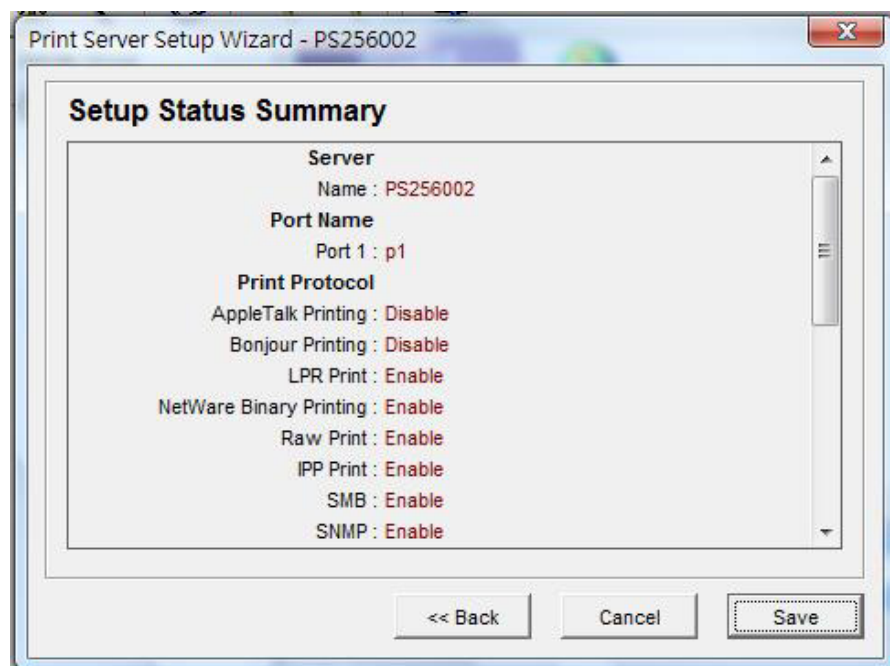 Print Server Setup Wizard - PS256002
Setup Status Summary
Server
Name : PS256002
Port Name
Port 1 : p1
Print Protocol
AppleTalk Printing : Disable
Bonjour Printing : Disable
LPR Print : Enable
NetWare Binary Printing : Enable
Raw Print : Enable
IPP Print : Enable
SMB : Enable
SNMP : Enable
<< Back Cancel Save